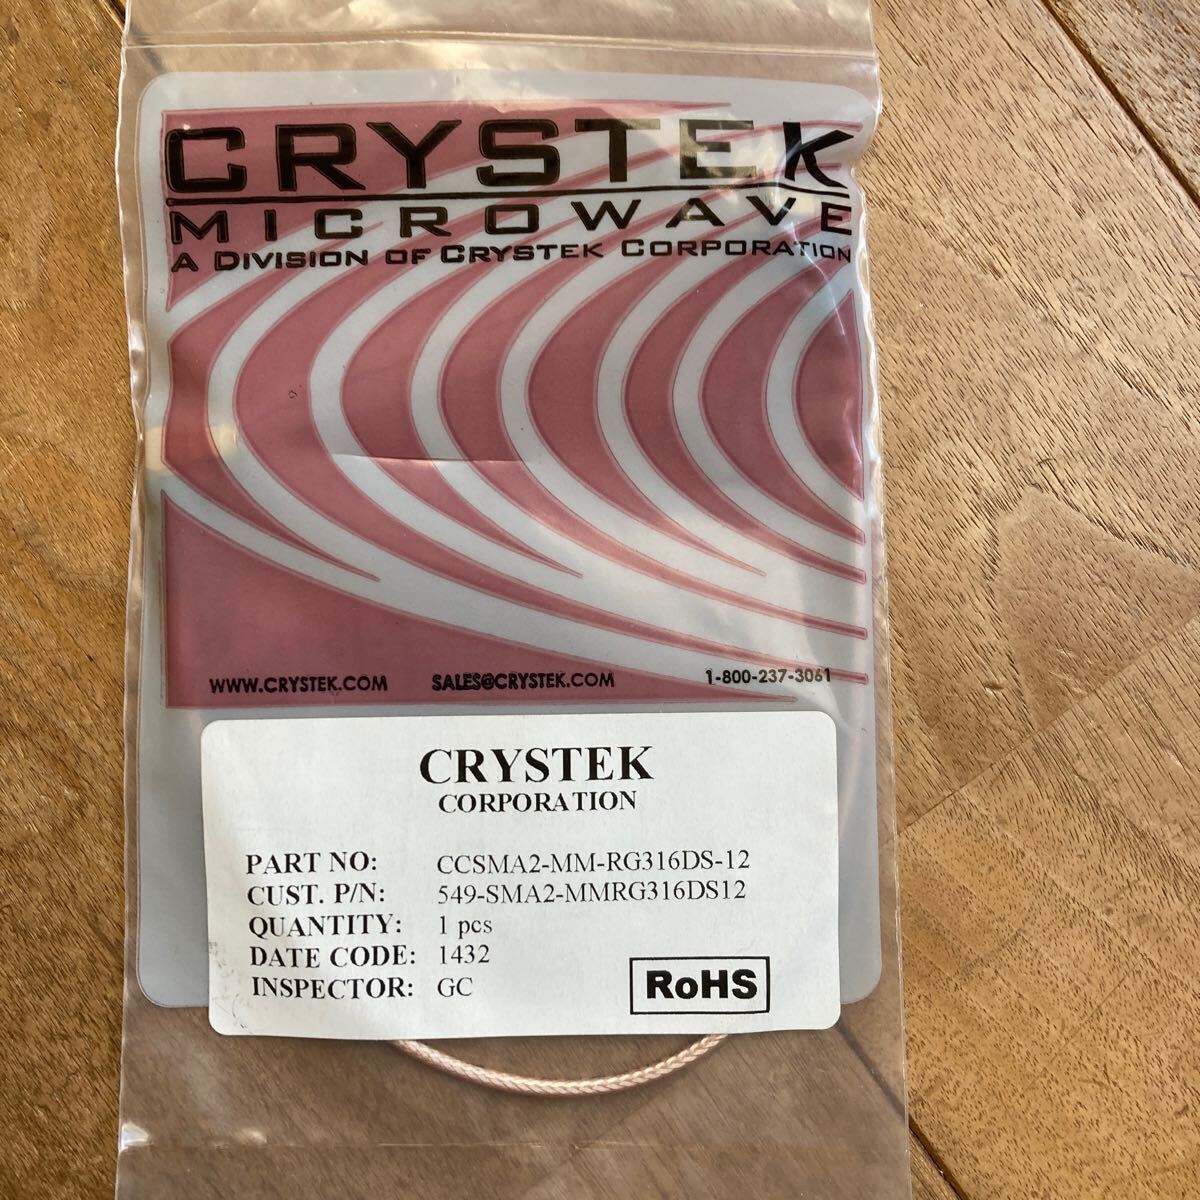 CRYSTEK
MICROWAVE
A DIVISION OF CRYSTEK CORPORATION
WWW.CRYSTEK.COM SALES@CRYSTEK.COM 1-800-237-3061
CRYSTEK
CORPORATION
PART NO: CCSMA2-MM-RG316DS-12
CUST. P/N: 549-SMA2-MMRG316DS12
QUANTITY: 1 pcs
DATE CODE: 1432
INSPECTOR: GC
RoHS